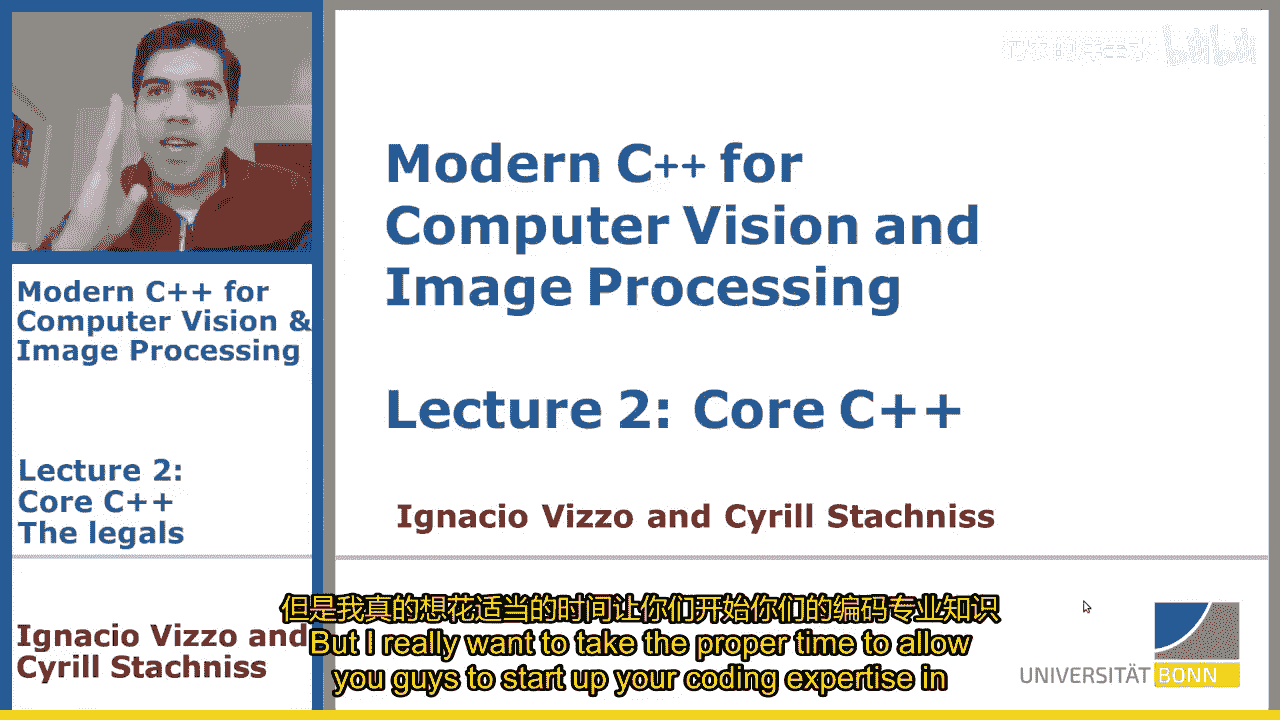 Modern C++ for
Computer Vision and
Image Processing
Lecture 2: Core C++
Ignacio Vizzo and Cyrill Stachniss
Modern C++ for
Computer Vision &
Image Processing
Lecture 2:
Core C++
The legals
Ignacio Vizzo and
Cyrill Stachniss
但是我真的想花适当的时间让你们开始你们的编码专业知识
But I really want to take the proper time to allow
you guys to start up your coding expertise in
UNIVERSITÄT BONN